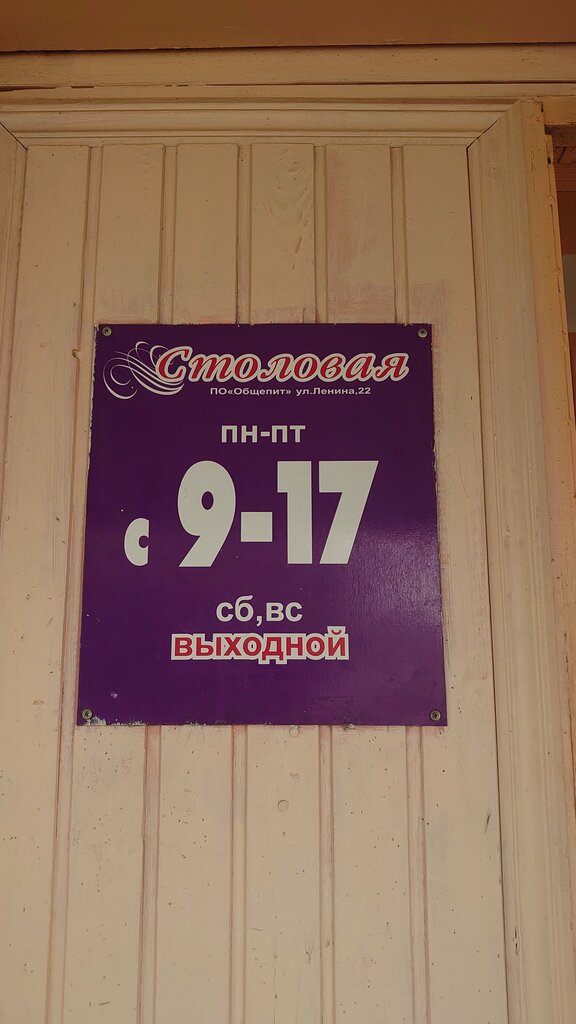 Столовая
ПО«Общепит» ул.Ленина,22
пн-пт
с 9-17
сб,вс
выходной